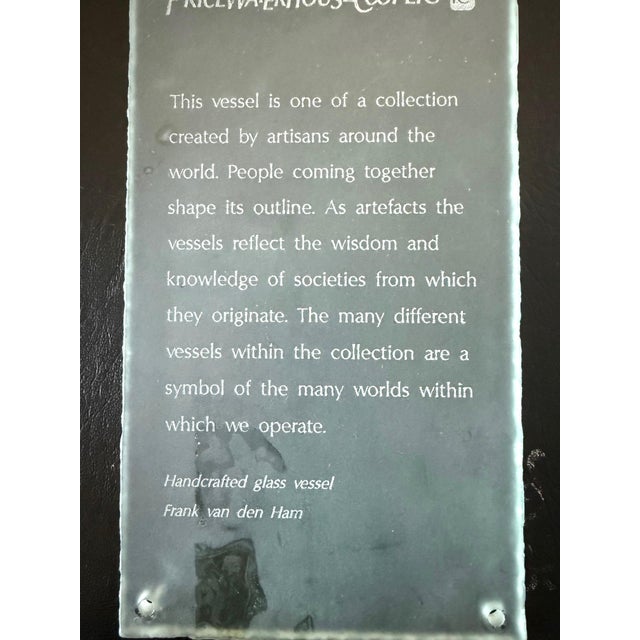 PRICEWATERHOUSECOOPERS
This vessel is one of a collection
created by artisans around the
world. People coming together
shape its outline. As artefacts the
vessels reflect the wisdom and
knowledge of societies from which
they originate. The many different
vessels within the collection are a
symbol of the many worlds within
which we operate.
Handcrafted glass vessel
Frank van den Ham